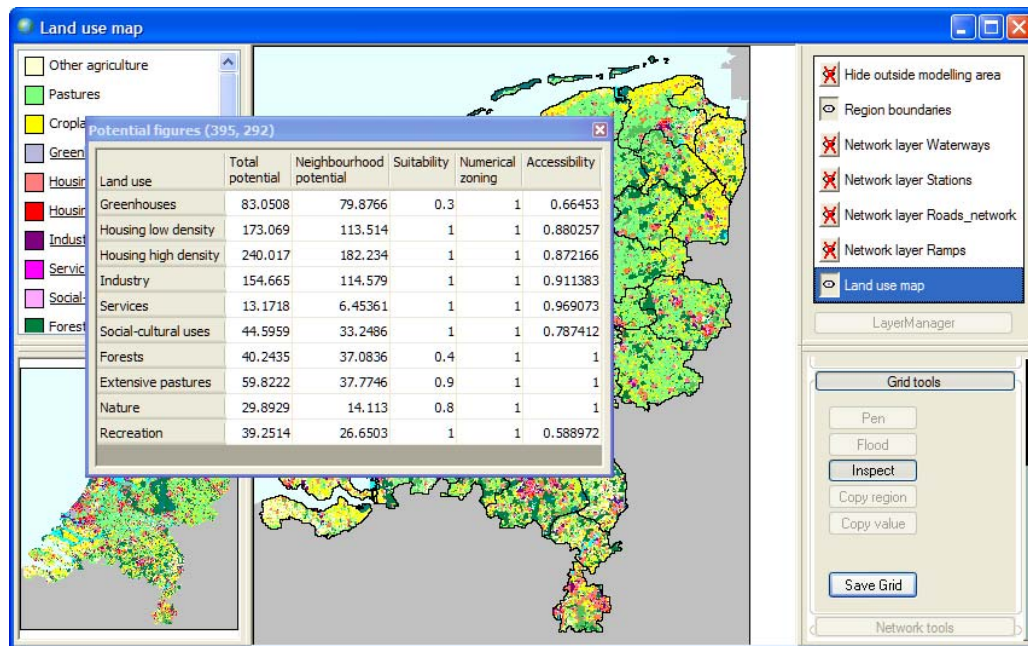 Land use map
Other agriculture
Pastures
Cropla
Green
Housin
Housin
Indust
Servic
Social-
Forest
Potential figures (395, 292)
Land use Total potential Neighbourhood potential Suitability Numerical zoning Accessibility
Greenhouses 83.0508 79.8766 0.3 1 0.66453
Housing low density 173.069 113.514 1 1 0.880257
Housing high density 240.017 182.234 1 1 0.872166
Industry 154.665 114.579 1 1 0.911383
Services 13.1718 6.45361 1 1 0.969073
Social-cultural uses 44.5959 33.2486 1 1 0.787412
Forests 40.2435 37.0836 0.4 1 1
Extensive pastures 59.8222 37.7746 0.9 1 1
Nature 29.8929 14.113 0.8 1 1
Recreation 39.2514 26.6503 1 1 0.588972
Hide outside modelling area
Region boundaries
Network layer Waterways
Network layer Stations
Network layer Roads_network
Network layer Ramps
Land use map
LayerManager
Grid tools
Pen
Flood
Inspect
Copy region
Copy value
Save Grid
Network tools